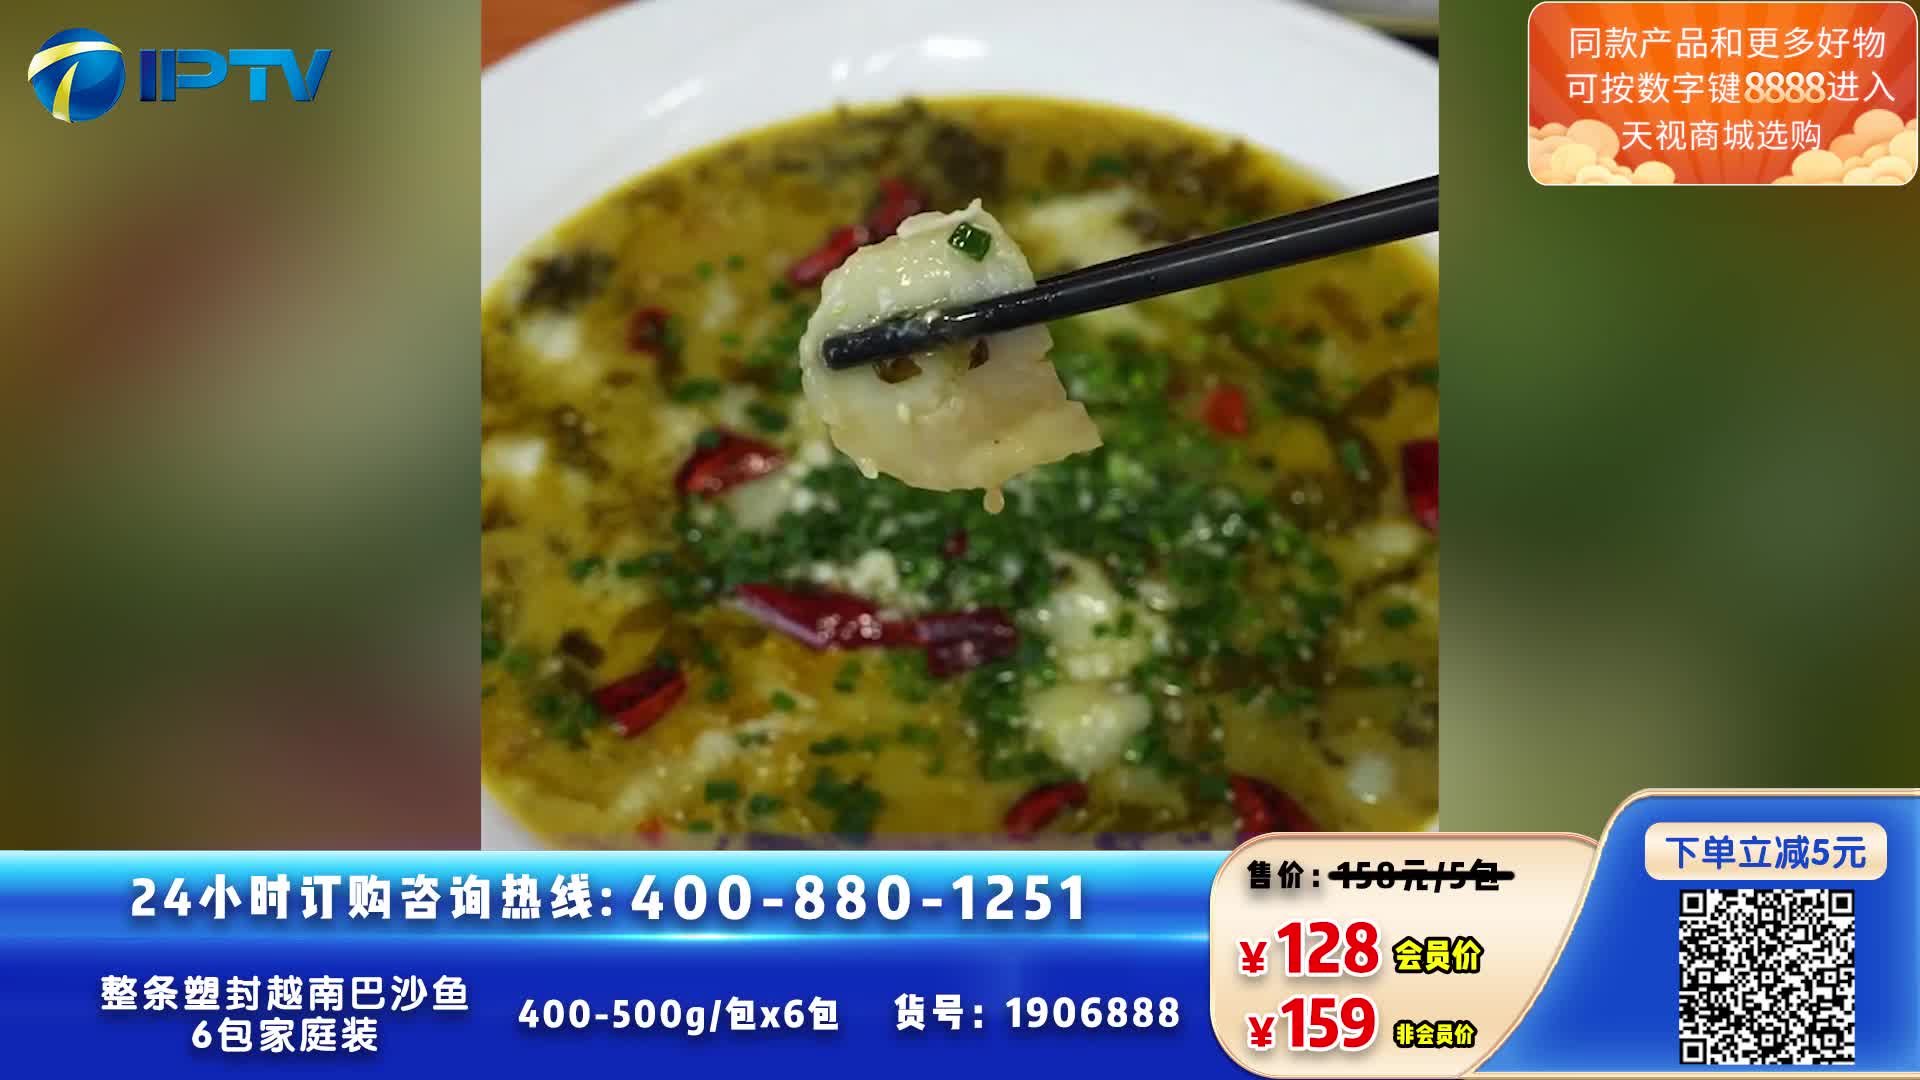 IPTV
同款产品和更多好物
可按数字键8888进入
天视商城选购
下单立减5元
24小时订购咨询热线:400-880-1251
售价:158元/5包
¥128 会员价
¥159 非会员价
整条塑封越南巴沙鱼
6包家庭装
400-500g/包x6包
货号：1906888